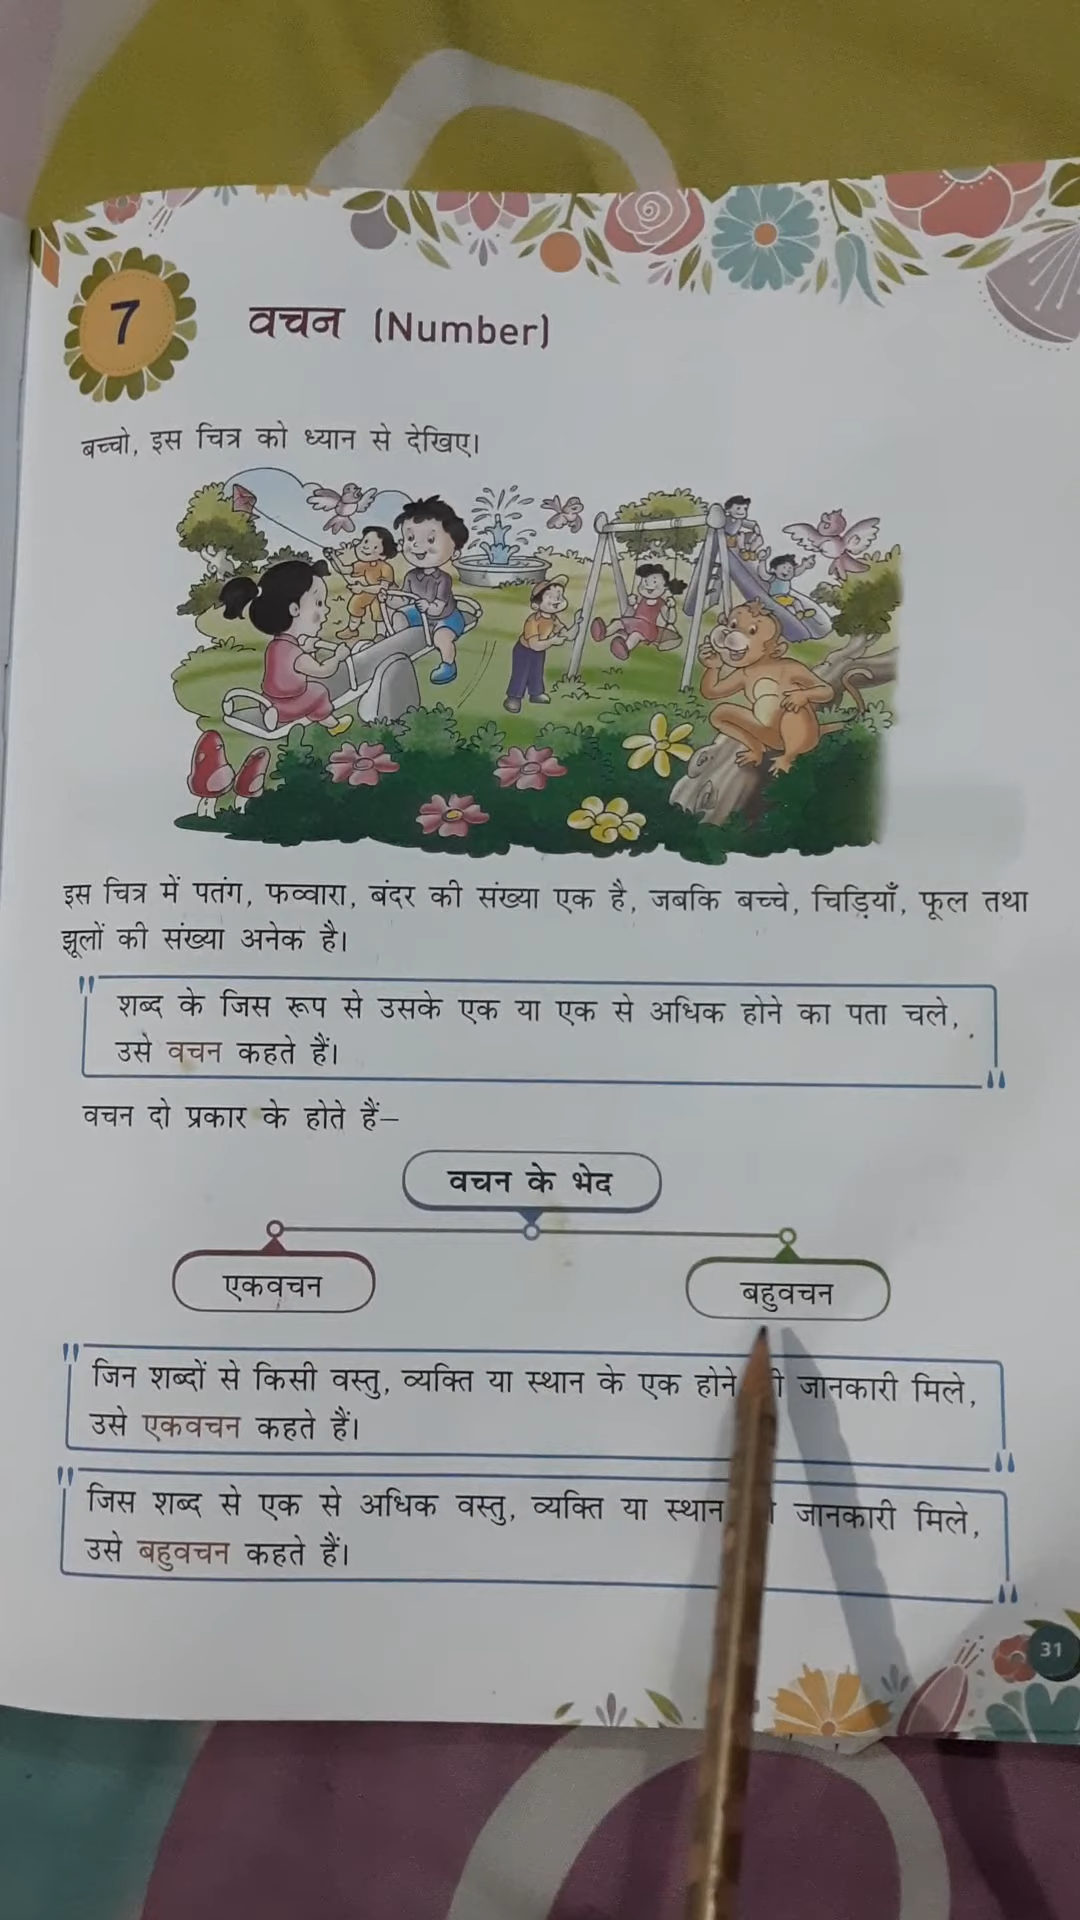 7
वचन (Number)
बच्चो, इस चित्र को ध्यान से देखिए।
इस चित्र में पतंग, फव्वारा, बंदर की संख्या एक है, जबकि बच्चे, चिड़ियाँ, फूल तथा
झूलों की संख्या अनेक है।
शब्द के जिस रूप से उसके एक या एक से अधिक होने का पता चले,
उसे वचन कहते हैं।
वचन दो प्रकार के होते हैं–
वचन के भेद
एकवचन
बहुवचन
जिन शब्दों से किसी वस्तु, व्यक्ति या स्थान के एक होने जानकारी मिले,
उसे एकवचन कहते हैं।
जिस शब्द से एक से अधिक वस्तु, व्यक्ति या स्थान जानकारी मिले,
उसे बहुवचन कहते हैं।
31